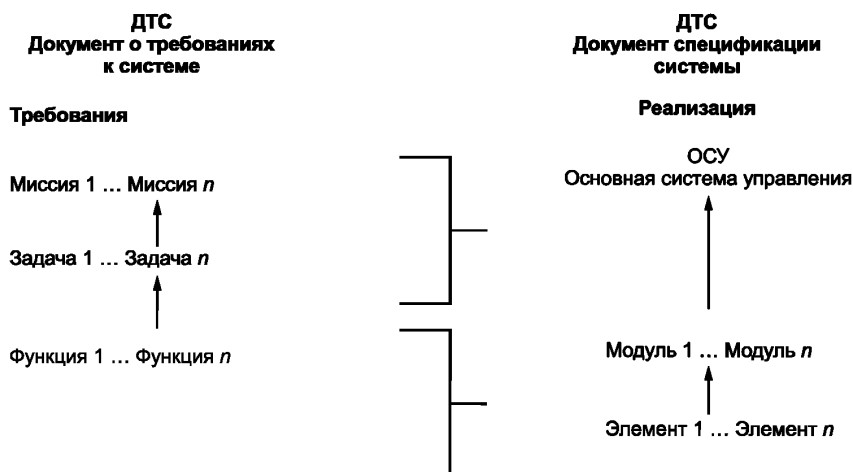 ДТС
Документ о требованиях
к системе
Требования
Миссия 1 ... Миссия n
Задача 1 ... Задача n
Функция 1 ... Функция n
ДТС
Документ спецификации
системы
Реализация
ОСУ
Основная система управления
Модуль 1 ... Модуль n
Элемент 1 ... Элемент n